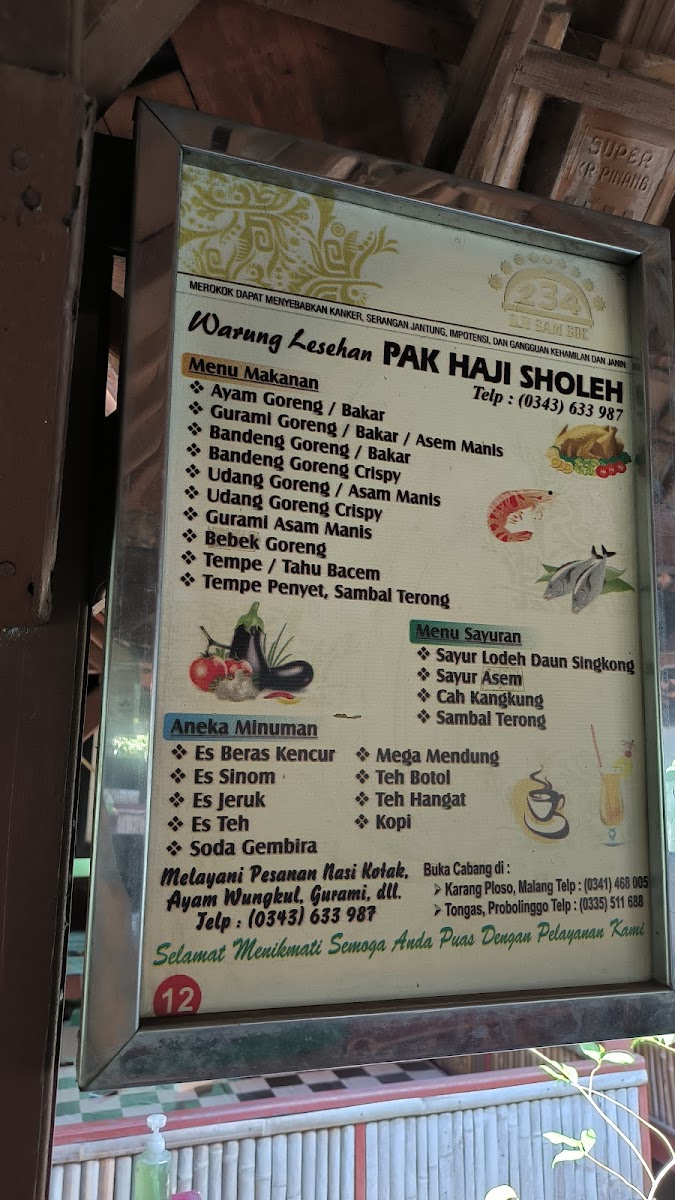 SUPER
KR. PINANG
234
DJI SAM SOE
MEROKOK DAPAT MENYEBABKAN KANKER, SERANGAN JANTUNG, IMPOTENSI, DAN GANGGUAN KEHAMILAN DAN JANIN
Warung Lesehan PAK HAJI SHOLEH
Telp : (0343) 633 987
Menu Makanan
❖ Ayam Goreng / Bakar
❖ Gurami Goreng / Bakar / Asem Manis
❖ Bandeng Goreng / Bakar
❖ Bandeng Goreng Crispy
❖ Udang Goreng / Asam Manis
❖ Udang Goreng Crispy
❖ Gurami Asam Manis
❖ Bebek Goreng
❖ Tempe / Tahu Bacem
❖ Tempe Penyet, Sambal Terong
Menu Sayuran
❖ Sayur Lodeh Daun Singkong
❖ Sayur Asem
❖ Cah Kangkung
❖ Sambal Terong
Aneka Minuman
❖ Es Beras Kencur
❖ Es Sinom
❖ Es Jeruk
❖ Es Teh
❖ Soda Gembira
❖ Mega Mendung
❖ Teh Botol
❖ Teh Hangat
❖ Kopi
Melayani Pesanan Nasi Kotak,
Ayam Wungkul, Gurami, dll.
Telp : (0343) 633 987
Buka Cabang di :
➢ Karang Ploso, Malang Telp : (0341) 468 005
➢ Tongas, Probolinggo Telp : (0335) 511 688
Selamat Menikmati Semoga Anda Puas Dengan Pelayanan Kami
12